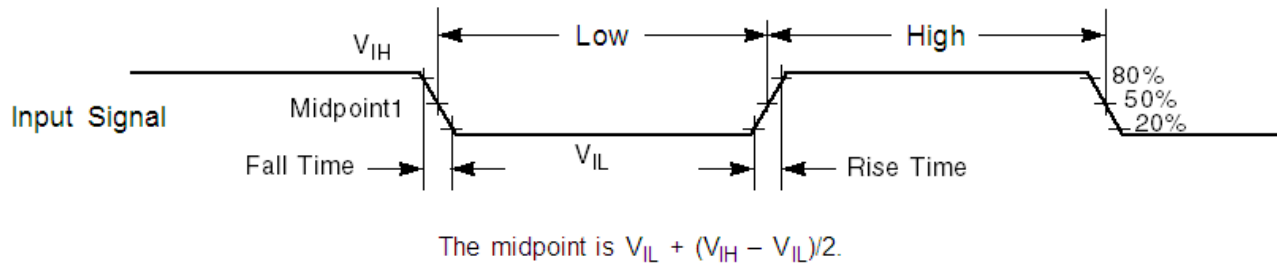 Low High
V_IH
80%
Input Signal Midpoint1 50%
20%
Fall Time V_IL Rise Time
The midpoint is V_IL + (V_IH – V_IL)/2.